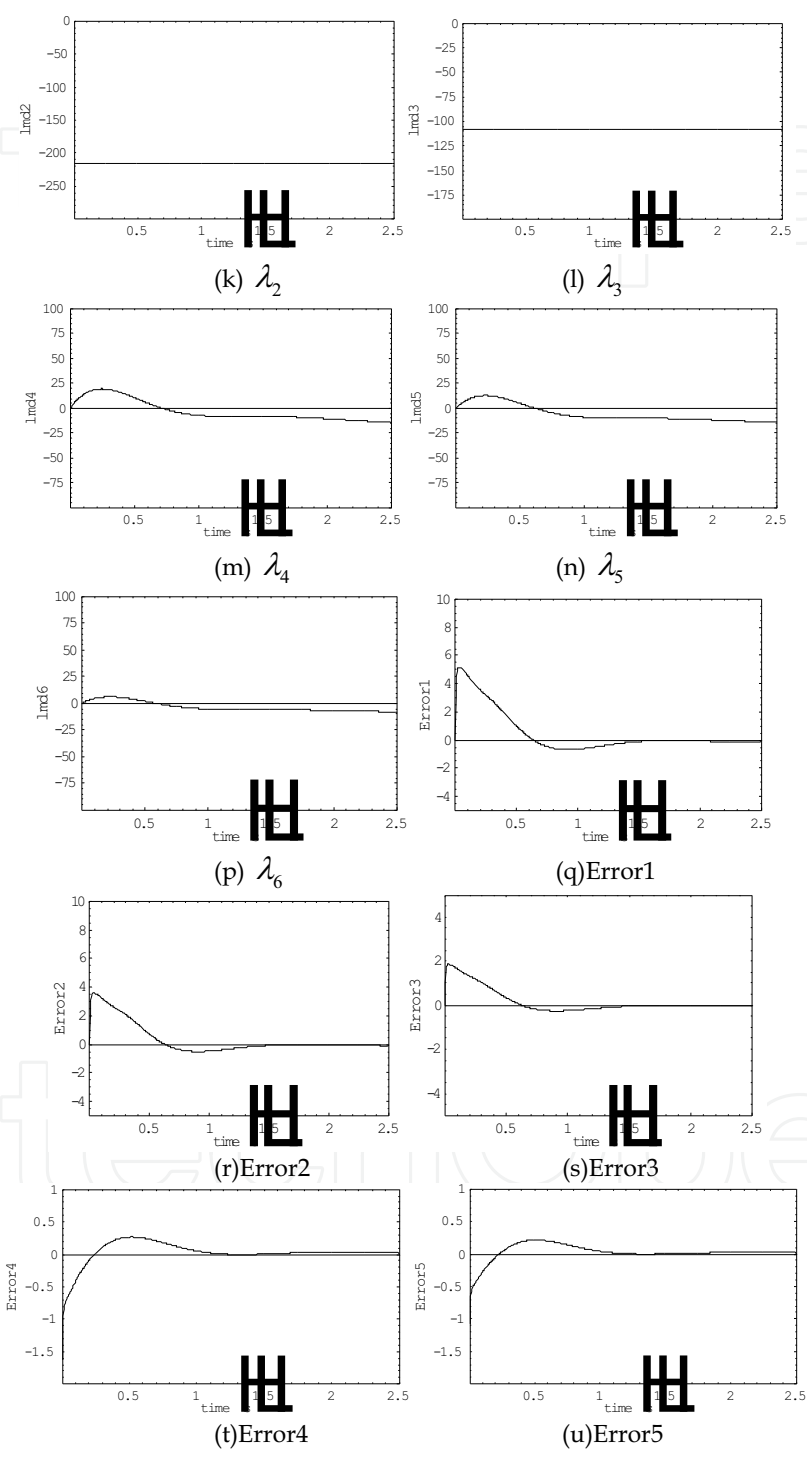 0
-50
-100
-150
-200
-250
lmd2
0.5 1 1.5 2 2.5
time s
(k) λ₂
0
-25
-50
-75
-100
-125
-150
-175
lmd3
0.5 1 1.5 2 2.5
time s
(l) λ₃
100
75
50
25
0
-25
-50
-75
lmd4
0.5 1 1.5 2 2.5
time s
(m) λ₄
100
75
50
25
0
-25
-50
-75
lmd5
0.5 1 1.5 2 2.5
time s
(n) λ₅
100
75
50
25
0
-25
-50
-75
lmd6
0.5 1 1.5 2 2.5
time s
(p) λ₆
10
8
6
4
2
0
-2
-4
Error1
0.5 1 1.5 2 2.5
time s
(q)Error1
10
8
6
4
2
0
-2
-4
Error2
0.5 1 1.5 2 2.5
time s
(r)Error2
4
2
0
-2
-4
Error3
0.5 1 1.5 2 2.5
time s
(s)Error3
1
0.5
0
-0.5
-1
-1.5
Error4
0.5 1 1.5 2 2.5
time s
(t)Error4
1
0.5
0
-0.5
-1
-1.5
Error5
0.5 1 1.5 2 2.5
time s
(u)Error5